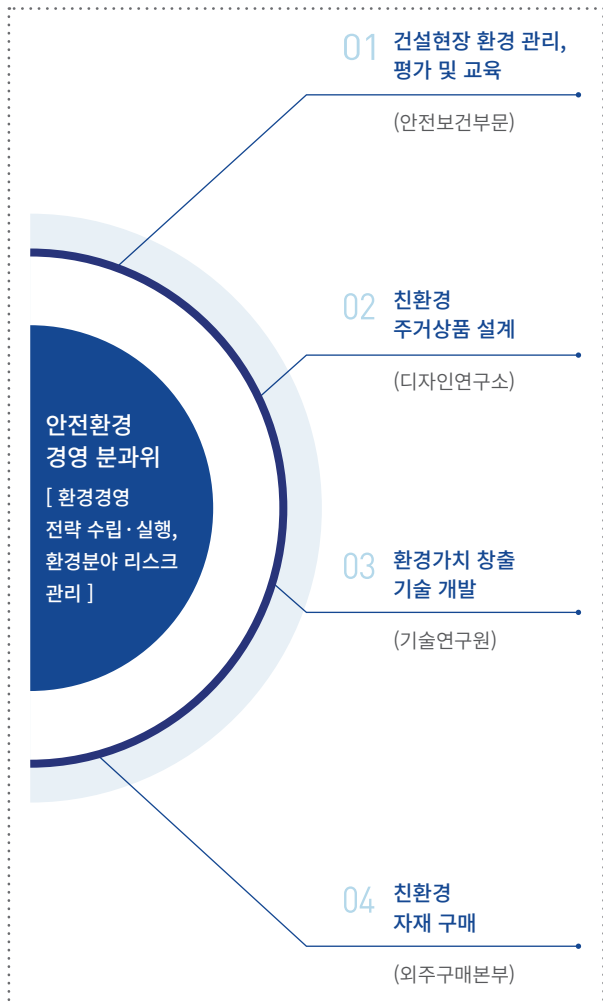 01
건설현장 환경 관리,
평가 및 교육
(안전보건부문)
02
친환경
주거상품 설계
(디자인연구소)
안전환경
경영 분과위
[ 환경경영
전략 수립·실행,
환경분야 리스크
관리 ]
03
환경가치 창출
기술 개발
(기술연구원)
04
친환경
자재 구매
(외주구매본부)